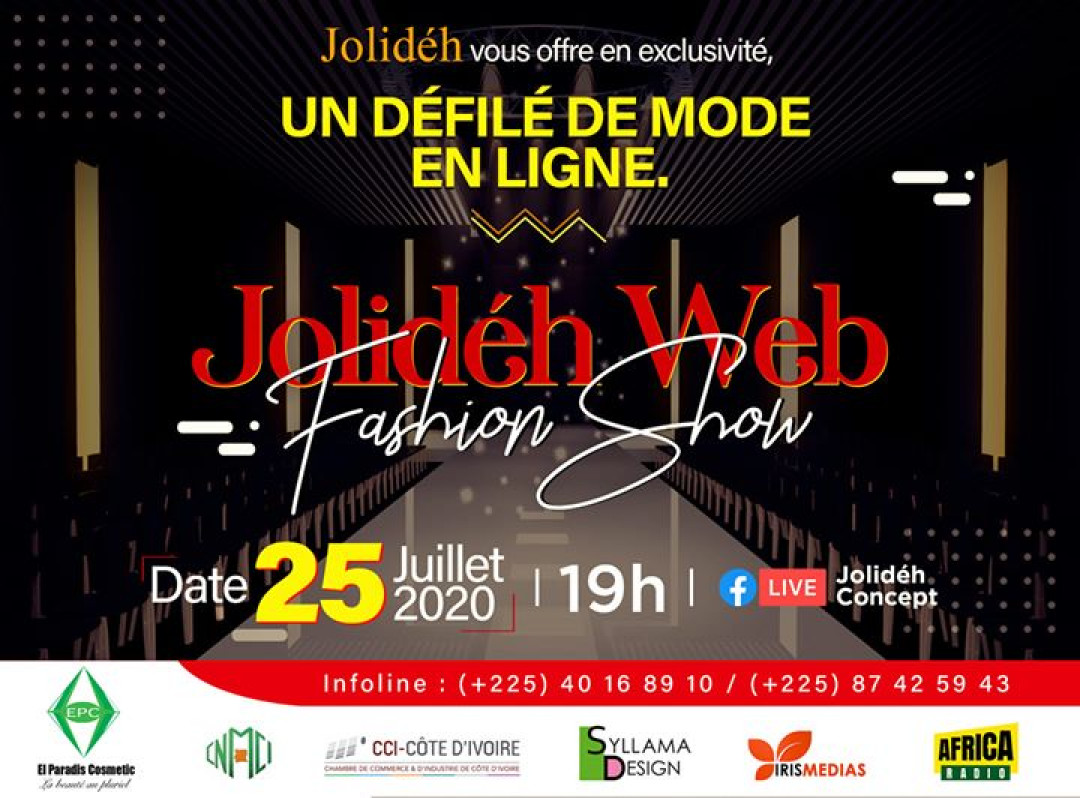 Jolidéh vous offre en exclusivité,
UN DÉFILÉ DE MODE
EN LIGNE.
Jolidéh Web
Fashion Show
Date 25 Juillet 2020 | 19h | LIVE Jolidéh Concept
Infoline : (+225) 40 16 89 10 / (+225) 87 42 59 43
EPC
El Paradis Cosmetic
La beauté au pluriel
CNMCI
CCI-CÔTE D'IVOIRE
CHAMBRE DE COMMERCE & D'INDUSTRIE DE CÔTE D'IVOIRE
SYLLAMA
DESIGN
IRISMEDIAS
AFRICA
RADIO